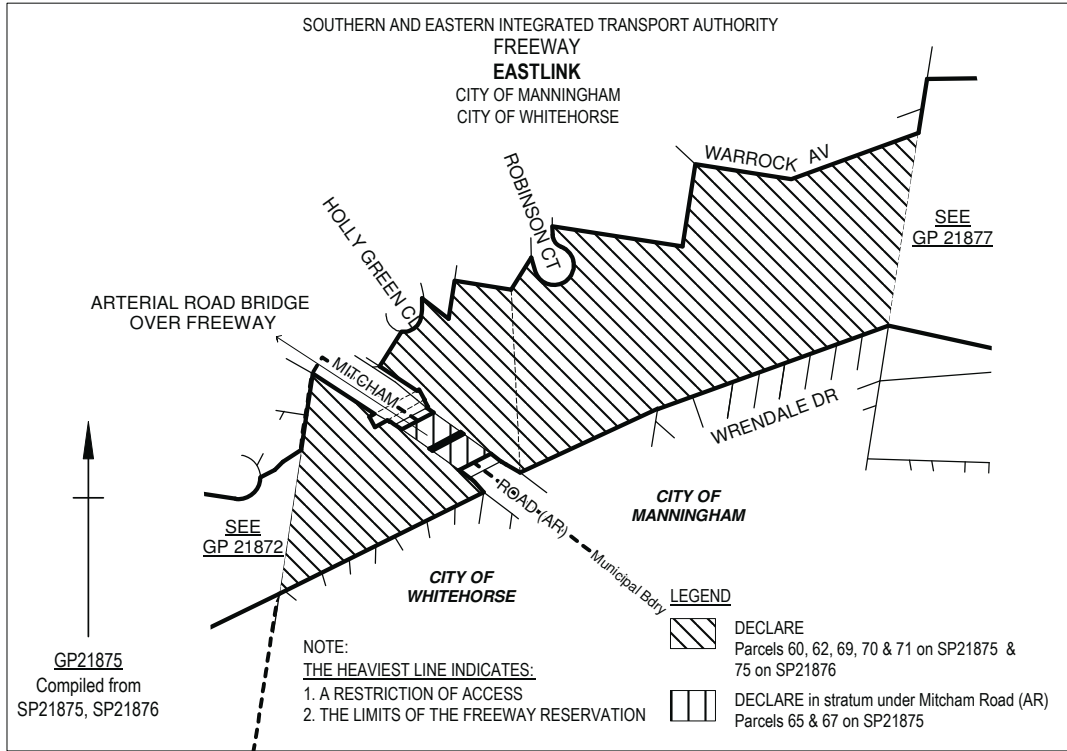 SOUTHERN AND EASTERN INTEGRATED TRANSPORT AUTHORITY
FREEWAY
EASTLINK
CITY OF MANNINGHAM
CITY OF WHITEHORSE
WARROCK AV
ROBINSON CT
HOLLY GREEN CL
SEE
GP 21877
ARTERIAL ROAD BRIDGE
OVER FREEWAY
MITCHAM
WRENDALE DR
ROAD (AR)
CITY OF
MANNINGHAM
SEE
GP 21872
CITY OF
WHITEHORSE
Municipal Bdry
LEGEND
DECLARE
Parcels 60, 62, 69, 70 & 71 on SP21875 &
75 on SP21876
DECLARE in stratum under Mitcham Road (AR)
Parcels 65 & 67 on SP21875
NOTE:
THE HEAVIEST LINE INDICATES:
1. A RESTRICTION OF ACCESS
2. THE LIMITS OF THE FREEWAY RESERVATION
GP21875
Compiled from
SP21875, SP21876